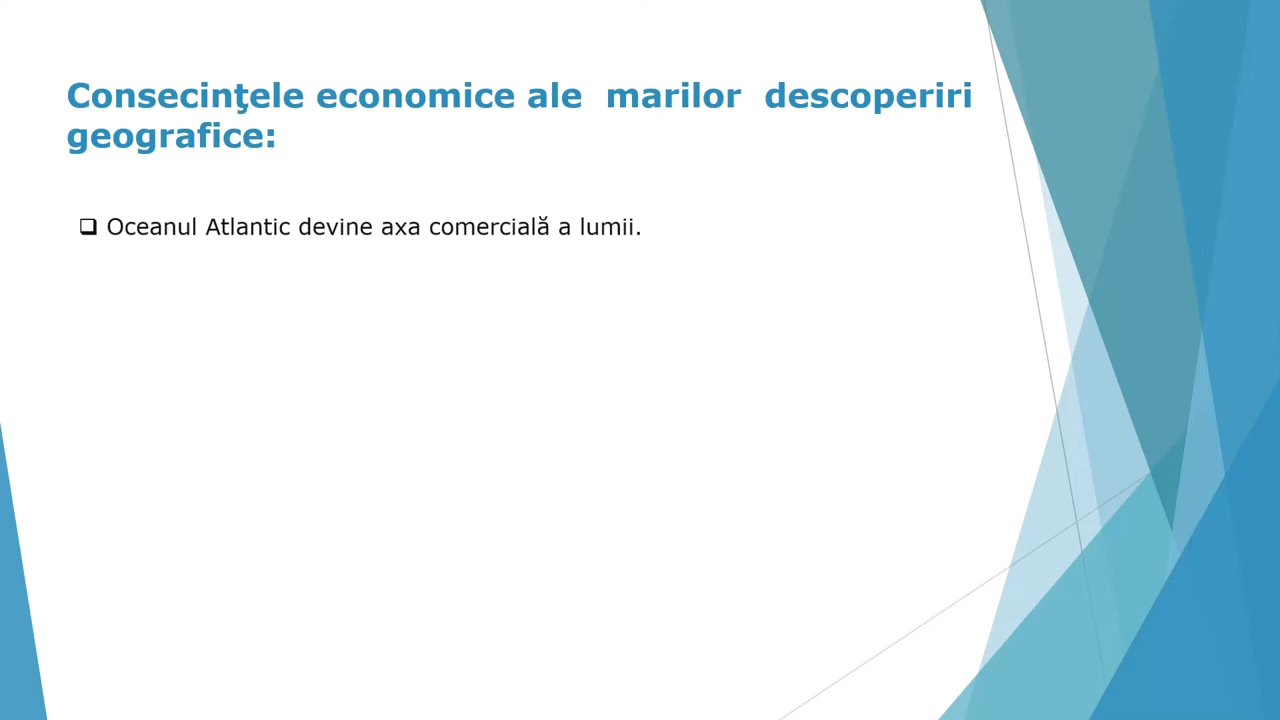 Consecinţele economice ale  marilor  descoperiri
geografice:
❑ Oceanul Atlantic devine axa comercială a lumii.